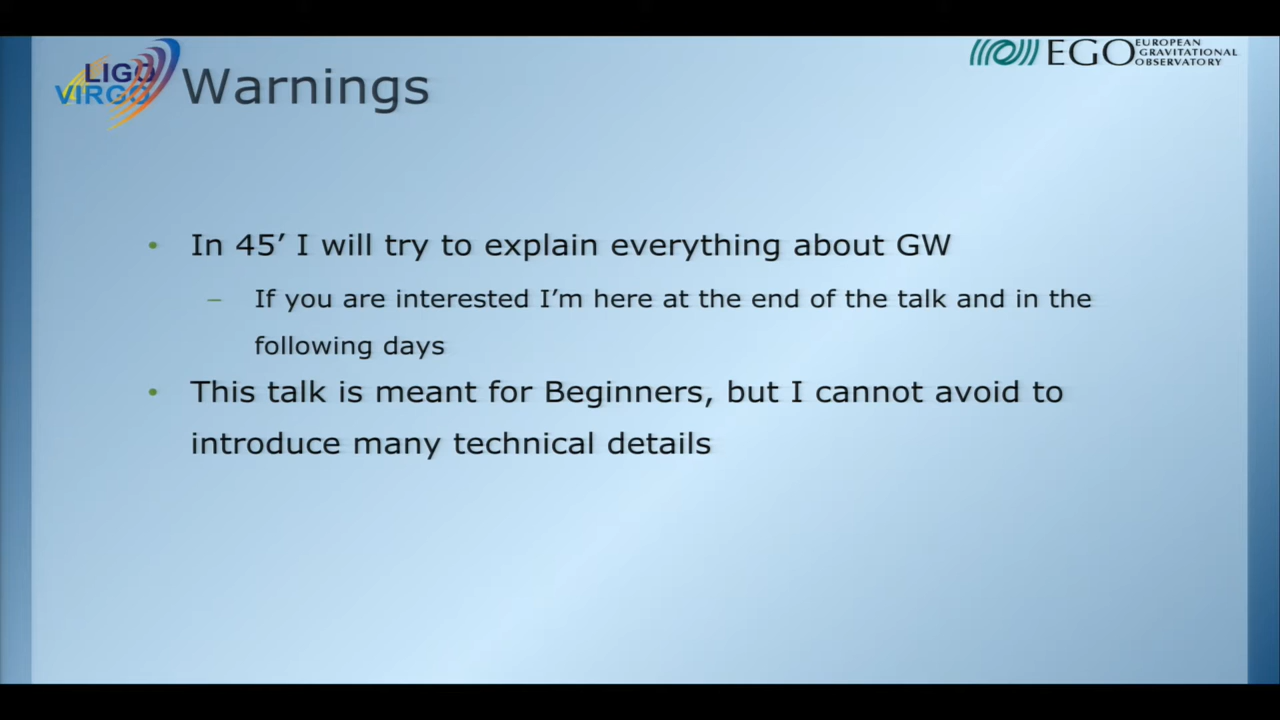 LIGO
VIRGO
Warnings
EGO
EUROPEAN
GRAVITATIONAL
OBSERVATORY
• In 45’ I will try to explain everything about GW
– If you are interested I’m here at the end of the talk and in the
following days
• This talk is meant for Beginners, but I cannot avoid to
introduce many technical details